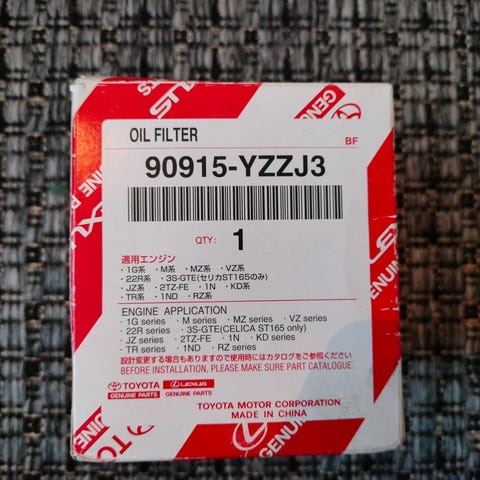 OIL FILTER
BF
90915-YZZJ3
QTY: 1
適用エンジン
・1G系 ・M系 ・MZ系 ・VZ系
・22R系 ・3S-GTE(セリカST165のみ)
・JZ系 ・2TZ-FE ・1N ・KD系
・TR系 ・1ND ・RZ系
ENGINE APPLICATION
・1G series ・M series ・MZ series ・VZ series
・22R series ・3S-GTE(CELICA ST165 only)
・JZ series ・2TZ-FE ・1N ・KD series
・TR series ・1ND ・RZ series
設計変更する場合もありますので使用時にはカタログをご参照ください
BEFORE INSTALLATION, PLEASE MAKE SURE PART CATALOGUE.
TOYOTA
GENUINE PARTS
LEXUS
GENUINE PARTS
TOYOTA MOTOR CORPORATION
MADE IN CHINA
TOYOTA
GENUINE